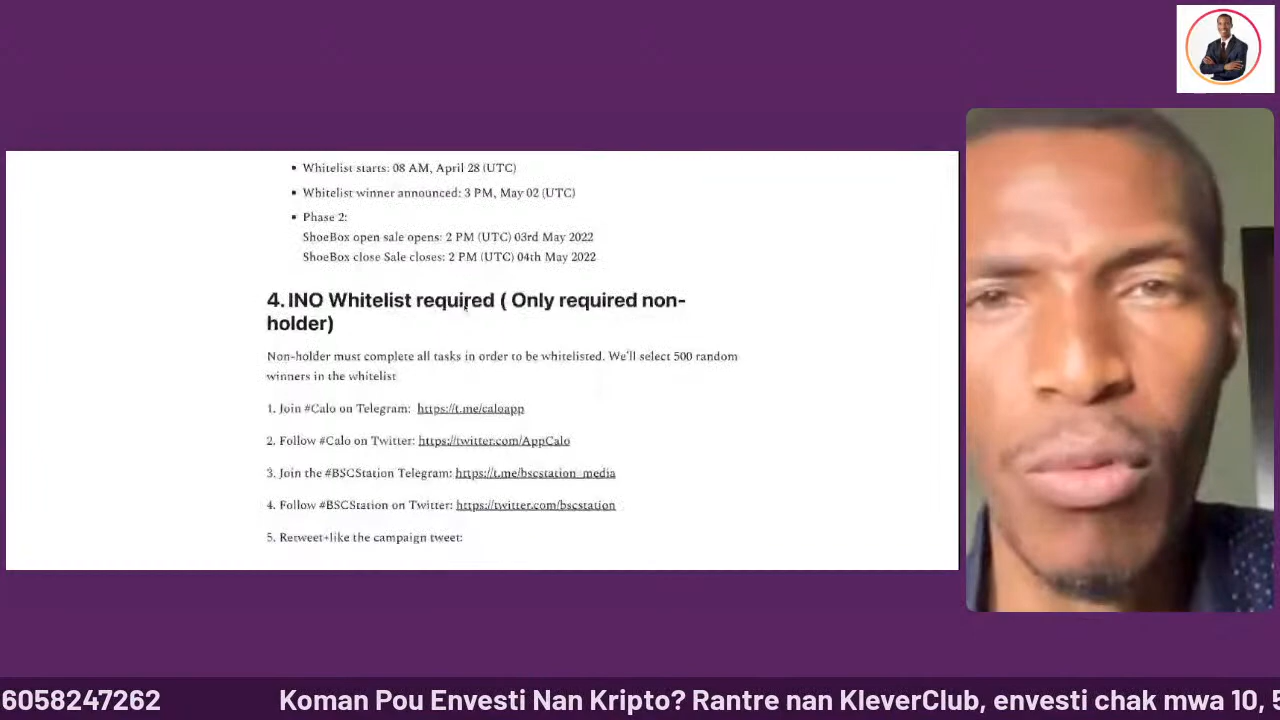 Whitelist starts: 08 AM, April 28 (UTC)
Whitelist winner announced: 3 PM, May 02 (UTC)
Phase 2:
ShoeBox open sale opens: 2 PM (UTC) 03rd May 2022
ShoeBox close Sale closes: 2 PM (UTC) 04th May 2022
4. INO Whitelist required ( Only required non-
holder)
Non-holder must complete all tasks in order to be whitelisted. We'll select 500 random
winners in the whitelist
1. Join #Calo on Telegram: https://t.me/caloapp
2. Follow #Calo on Twitter: https://twitter.com/AppCalo
3. Join the #BSCStation Telegram: https://t.me/bscstation_media
4. Follow #BSCStation on Twitter: https://twitter.com/bscstation
5. Retweet+like the campaign tweet:
6058247262 Koman Pou Envesti Nan Kripto? Rantre nan KleverClub, envesti chak mwa 10,